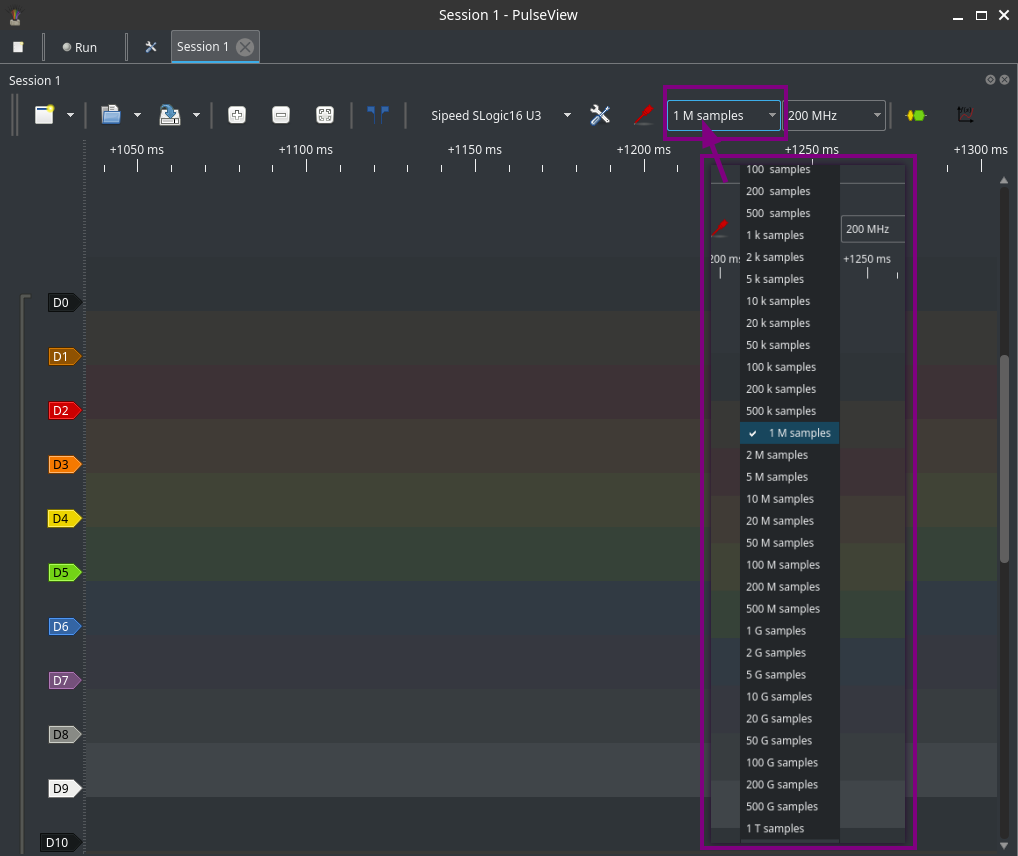 Session 1 - PulseView
Run
Session 1
Session 1
Sipeed SLogic16 U3
1 M samples
200 MHz
+1050 ms
+1100 ms
+1150 ms
+1200 ms
+1250 ms
+1300 ms
100 samples
200 samples
500 samples
1 k samples
200 MHz
2 k samples
200 ms
+1250 ms
5 k samples
10 k samples
D0
20 k samples
50 k samples
D1
100 k samples
200 k samples
D2
500 k samples
1 M samples
2 M samples
D3
5 M samples
10 M samples
D4
20 M samples
50 M samples
D5
100 M samples
200 M samples
500 M samples
D6
1 G samples
2 G samples
D7
5 G samples
10 G samples
20 G samples
D8
50 G samples
100 G samples
D9
200 G samples
500 G samples
1 T samples
D10